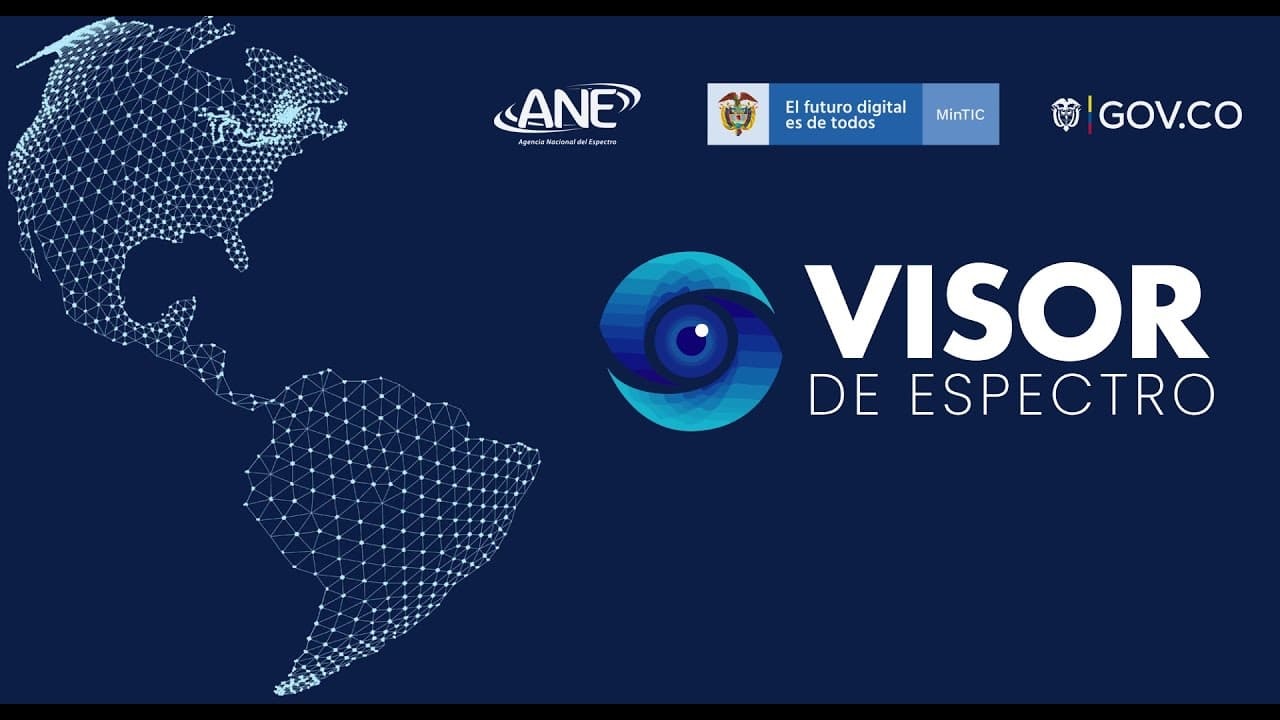 ANE
Agencia Nacional del Espectro
El futuro digital
es de todos
MinTIC
GOV.CO
VISOR
DE ESPECTRO